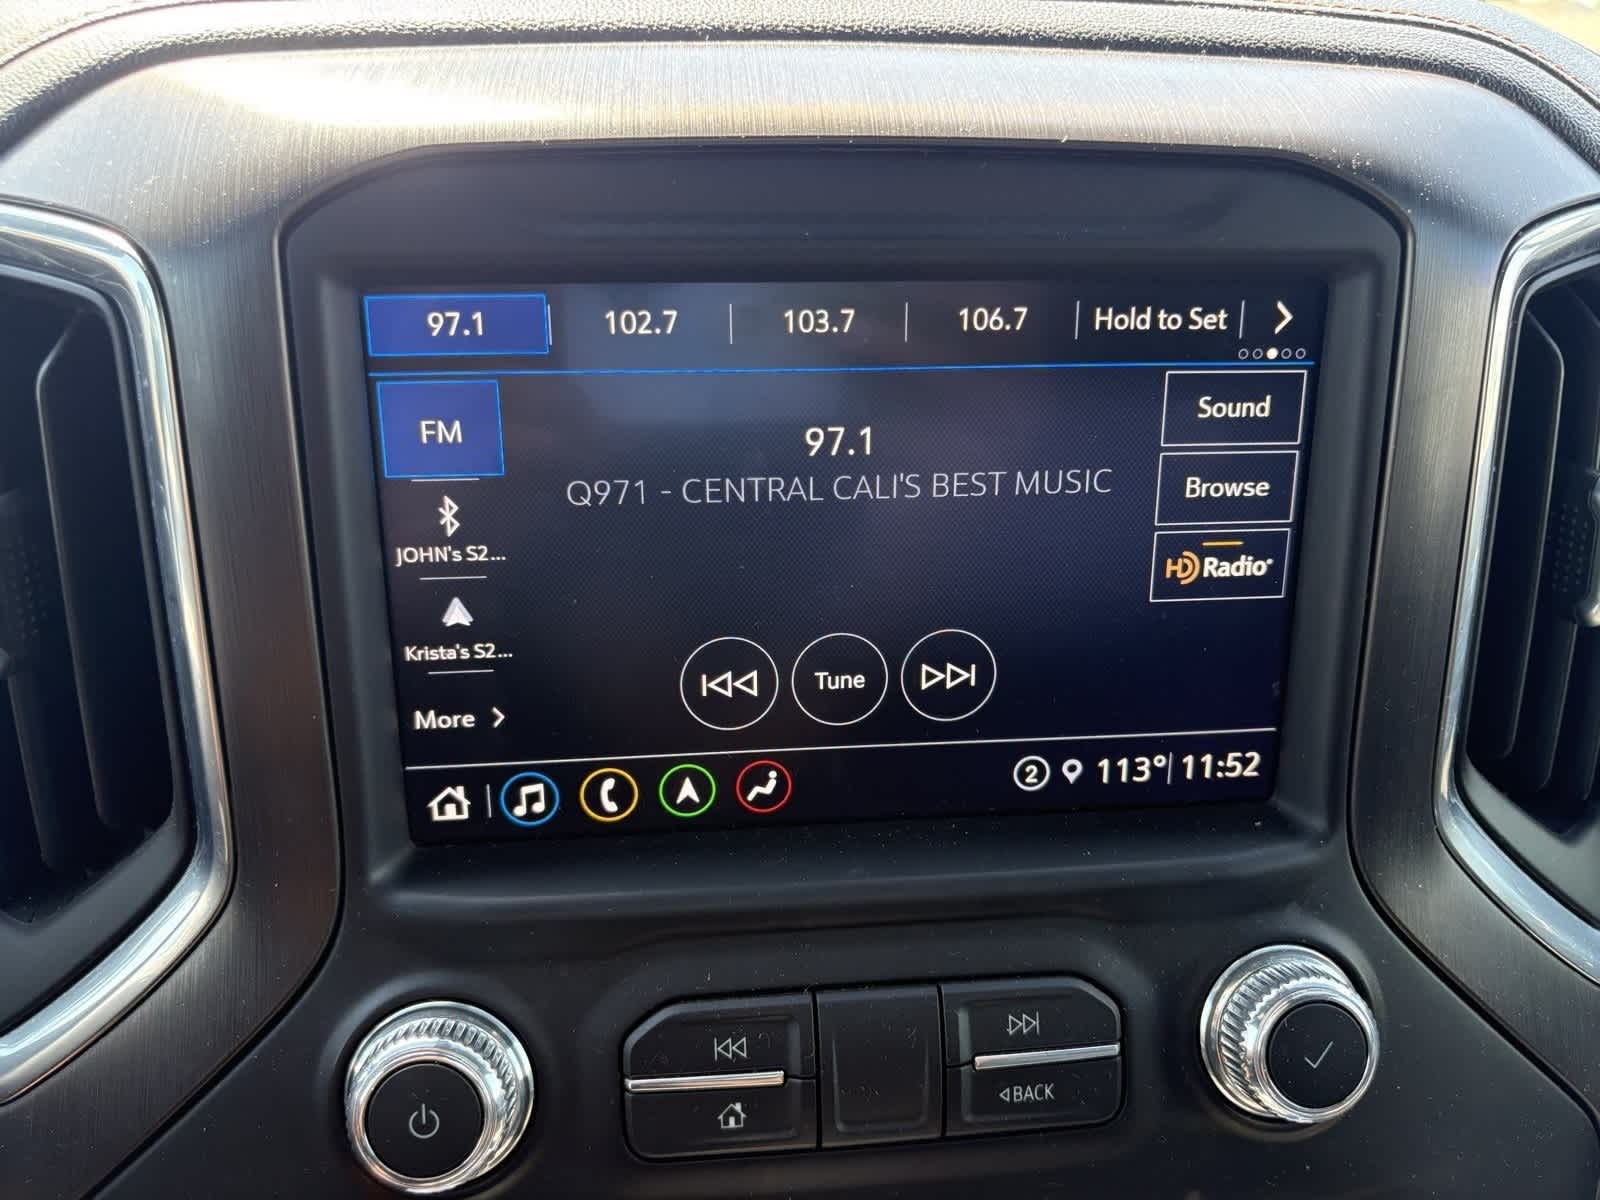 97.1 102.7 103.7 106.7 Hold to Set
FM
97.1
Q971 - CENTRAL CALI'S BEST MUSIC
Sound
Browse
HD Radio
JOHN's S2...
Krista's S2...
More
Tune
2 113° 11:52
BACK